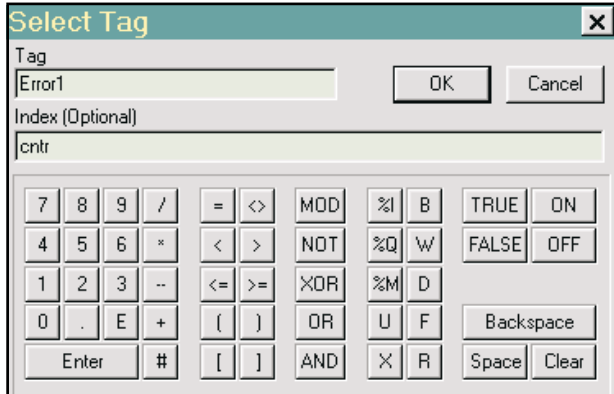 Select Tag
Tag
Error1
OK Cancel
Index (Optional)
cntr
7 8 9 / = <> MOD %I B TRUE ON
4 5 6 * < > NOT %Q W FALSE OFF
1 2 3 -- <= >= XOR %M D
0 . E + ( ) OR U F Backspace
Enter # [ ] AND X R Space Clear